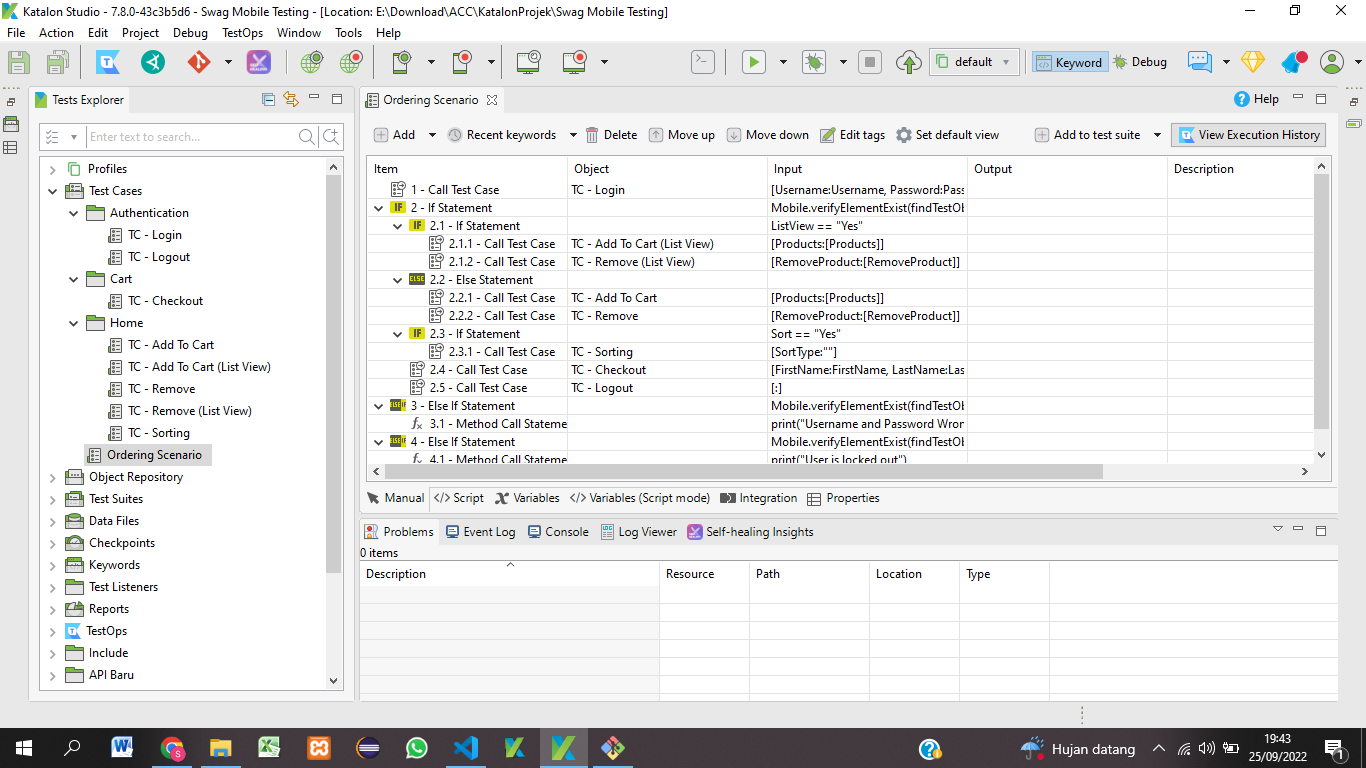 Katalon Studio - 7.8.0-43c3b5d6 - Swag Mobile Testing - [Location: E:\Download\ACC\KatalonProjek\Swag Mobile Testing]
File Action Edit Project Debug TestOps Window Tools Help
default Keyword Debug
Tests Explorer
Enter text to search...
Profiles
Test Cases
Authentication
TC - Login
TC - Logout
Cart
TC - Checkout
Home
TC - Add To Cart
TC - Add To Cart (List View)
TC - Remove
TC - Remove (List View)
TC - Sorting
Ordering Scenario
Object Repository
Test Suites
Data Files
Checkpoints
Keywords
Test Listeners
Reports
TestOps
Include
API Baru
Ordering Scenario Help
Add Recent keywords Delete Move up Move down Edit tags Set default view Add to test suite View Execution History
Item Object Input Output Description
1 - Call Test Case TC - Login [Username:Username, Password:Pass
IF 2 - If Statement Mobile.verifyElementExist(findTestOb
IF 2.1 - If Statement ListView == "Yes"
2.1.1 - Call Test Case TC - Add To Cart (List View) [Products:[Products]]
2.1.2 - Call Test Case TC - Remove (List View) [RemoveProduct:[RemoveProduct]]
ELSE 2.2 - Else Statement
2.2.1 - Call Test Case TC - Add To Cart [Products:[Products]]
2.2.2 - Call Test Case TC - Remove [RemoveProduct:[RemoveProduct]]
IF 2.3 - If Statement Sort == "Yes"
2.3.1 - Call Test Case TC - Sorting [SortType:""]
2.4 - Call Test Case TC - Checkout [FirstName:FirstName, LastName:Las
2.5 - Call Test Case TC - Logout [:]
3 - Else If Statement Mobile.verifyElementExist(findTestOb
fx 3.1 - Method Call Stateme print("Username and Password Wron
4 - Else If Statement Mobile.verifyElementExist(findTestOb
fx 4.1 - Method Call Stateme print("User is locked out")
Manual </> Script Variables </> Variables (Script mode) Integration Properties
Problems Event Log Console Log Viewer Self-healing Insights
0 items
Description Resource Path Location Type
Hujan datang 19:43
25/09/2022
1